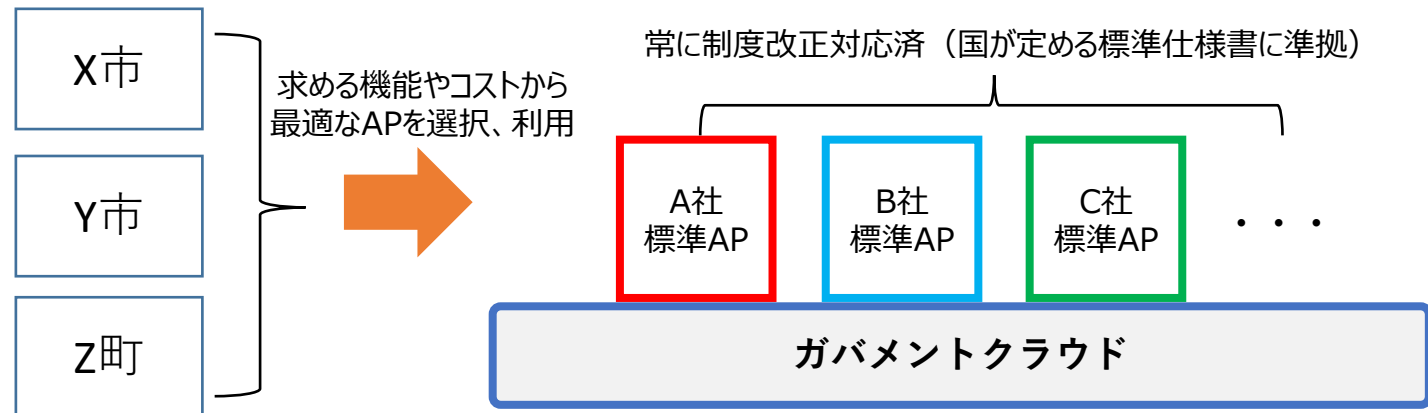 X市
Y市
Z町
求める機能やコストから
最適なAPを選択、利用
常に制度改正対応済（国が定める標準仕様書に準拠）
A社
標準AP
B社
標準AP
C社
標準AP
・・・
ガバメントクラウド